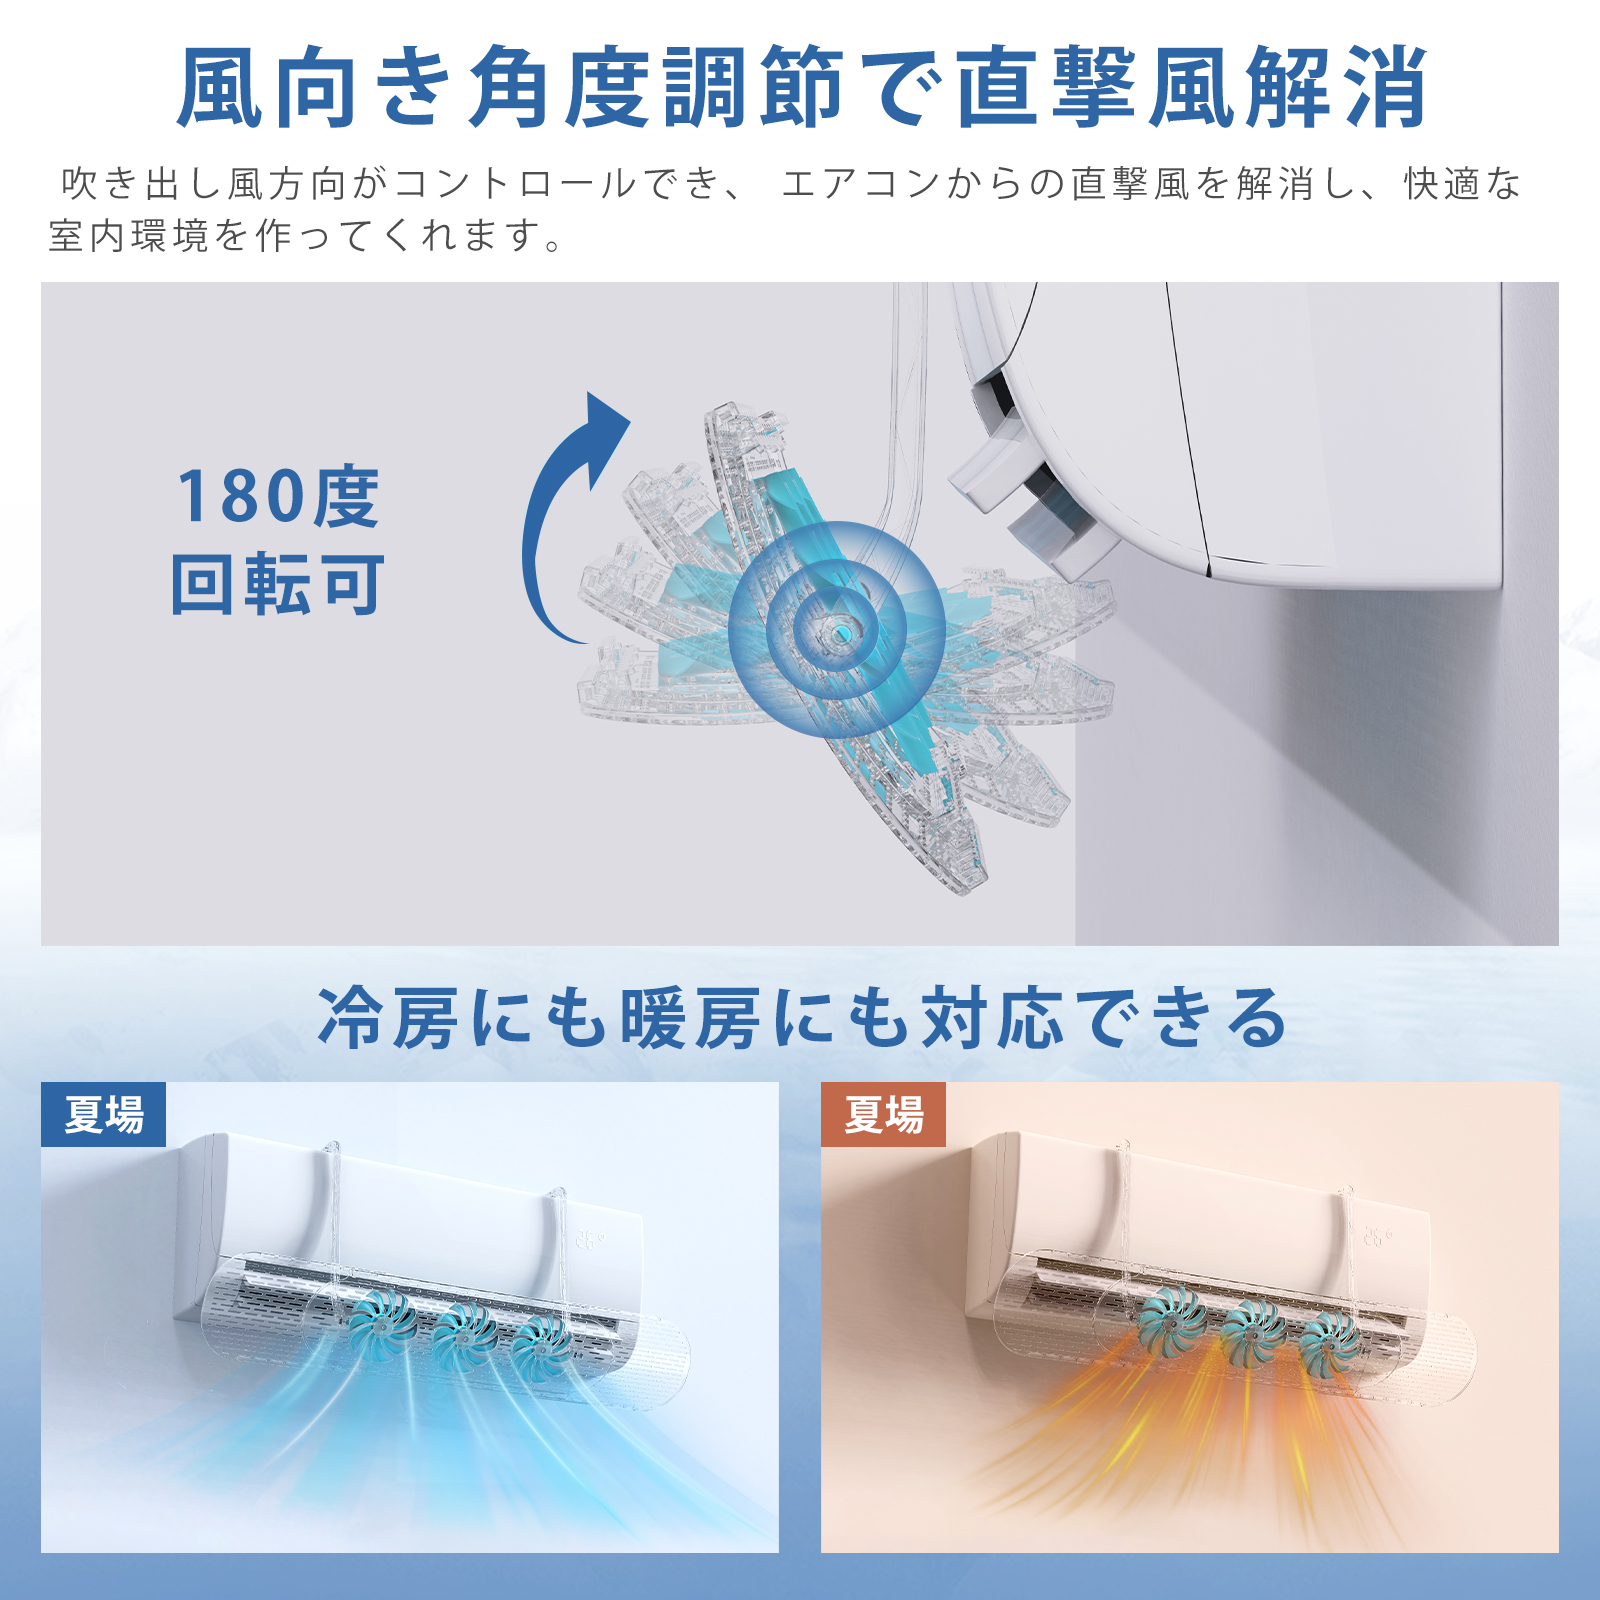 風向き角度調節で直撃風解消
吹き出し風方向がコントロールでき、 エアコンからの直撃風を解消し、快適な
室内環境を作ってくれます。
180度
回転可
冷房にも暖房にも対応できる
夏場
夏場